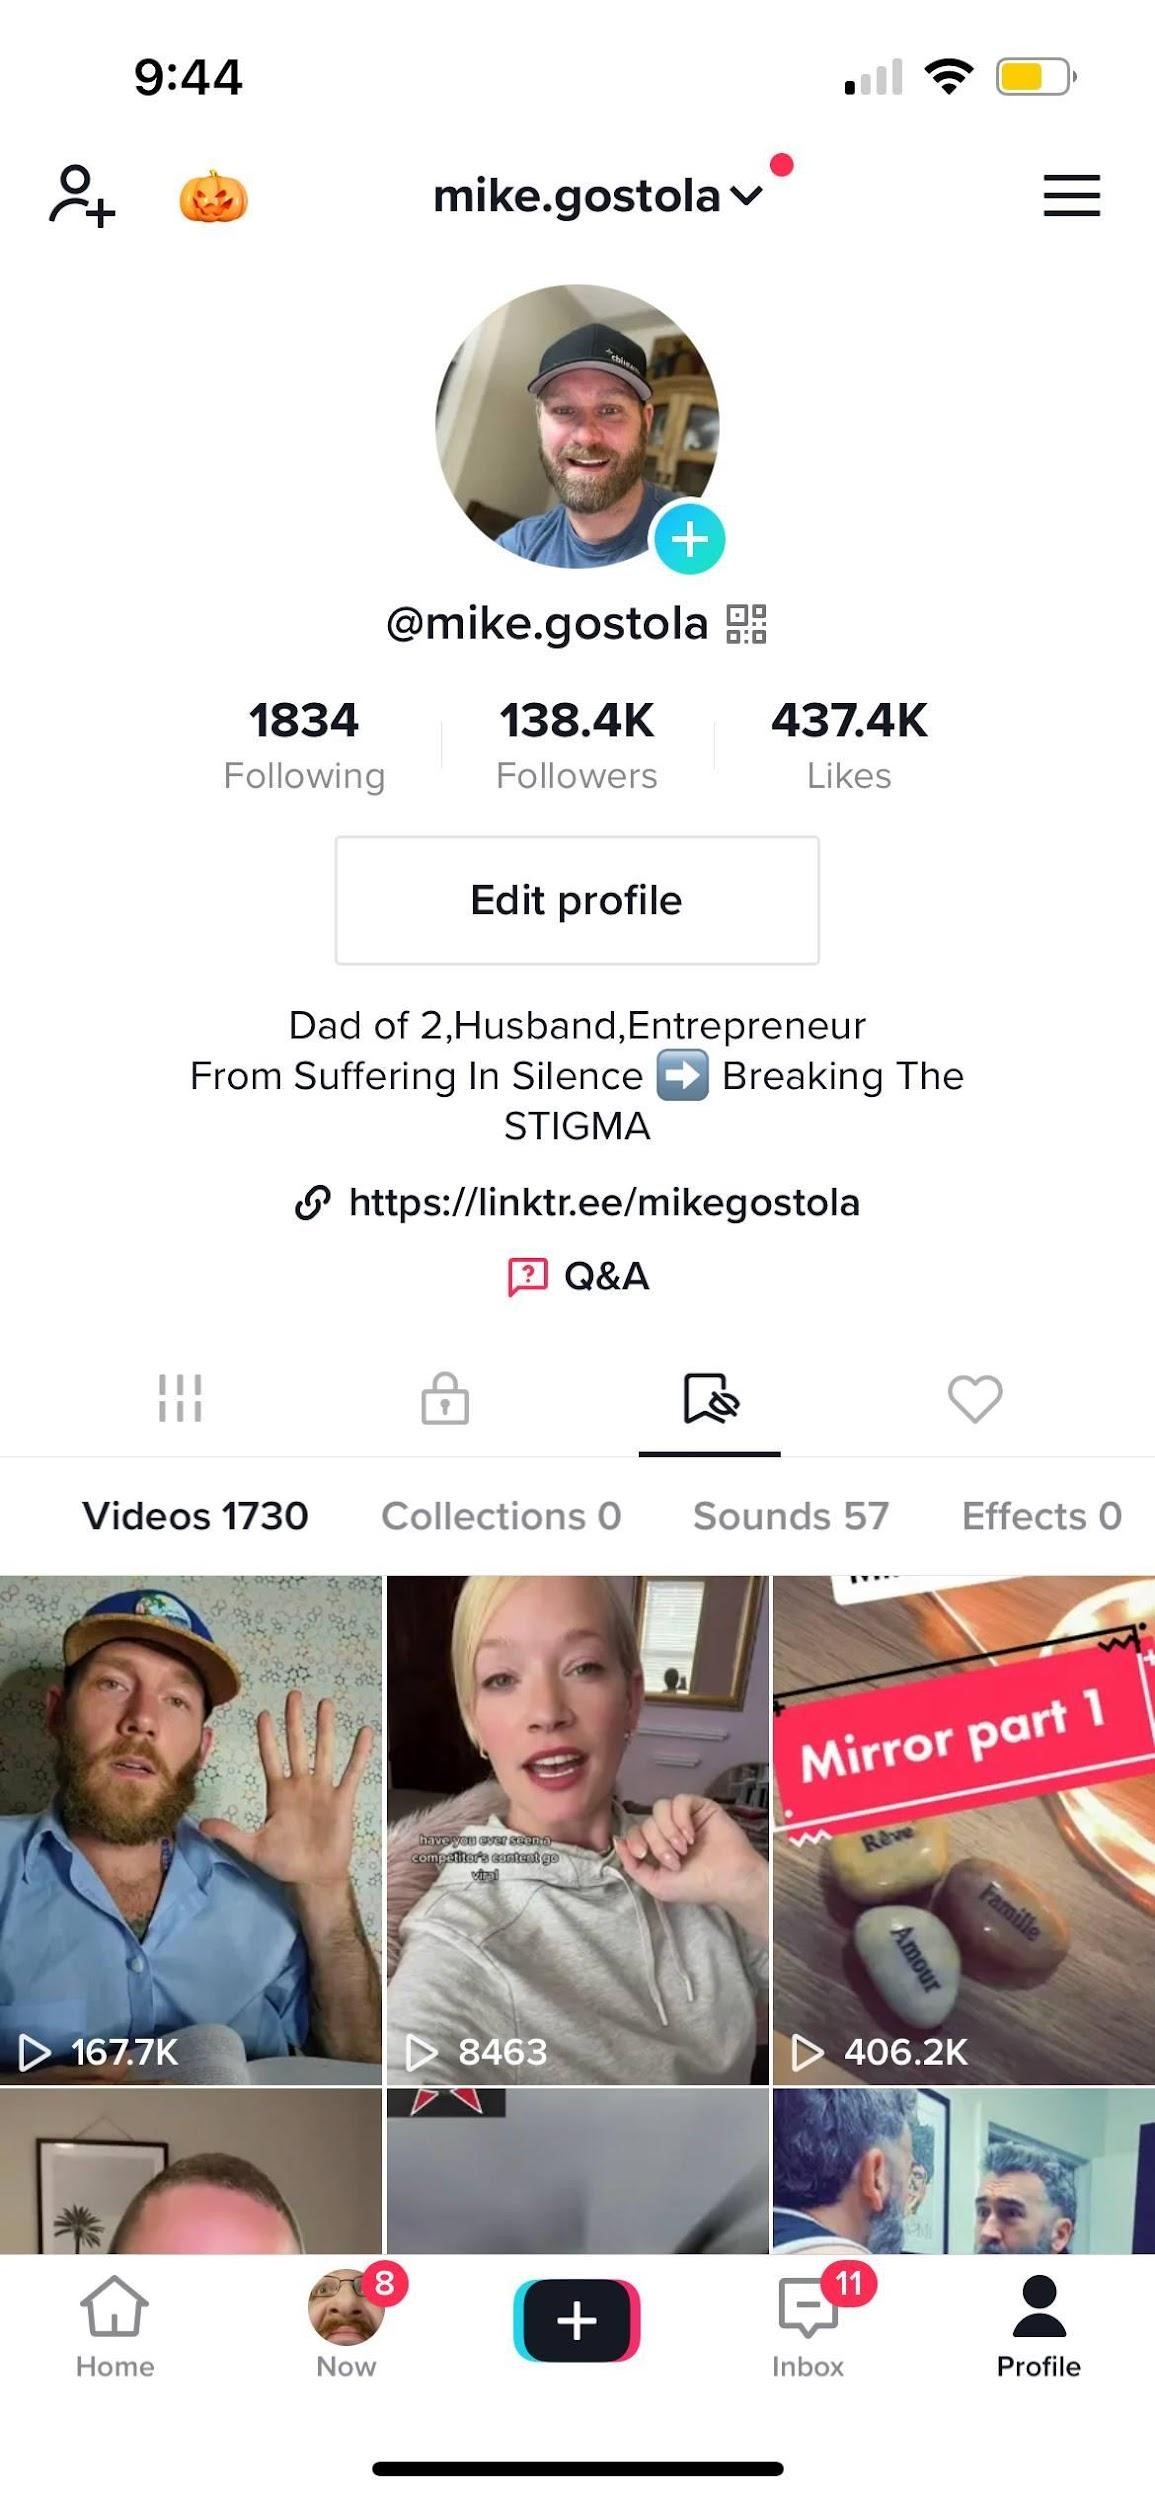 9:44
mike.gostola
@mike.gostola
1834 138.4K 437.4K
Following Followers Likes
Edit profile
Dad of 2,Husband,Entrepreneur
From Suffering In Silence ➡️ Breaking The
STIGMA
https://linktr.ee/mikegostola
Q&A
Videos 1730 Collections 0 Sounds 57 Effects 0
have you ever seen a
competitor's content go
viral
Mirror part 1
Rêve
Famille
Amour
167.7K 8463 406.2K
8 11
Home Now Inbox Profile